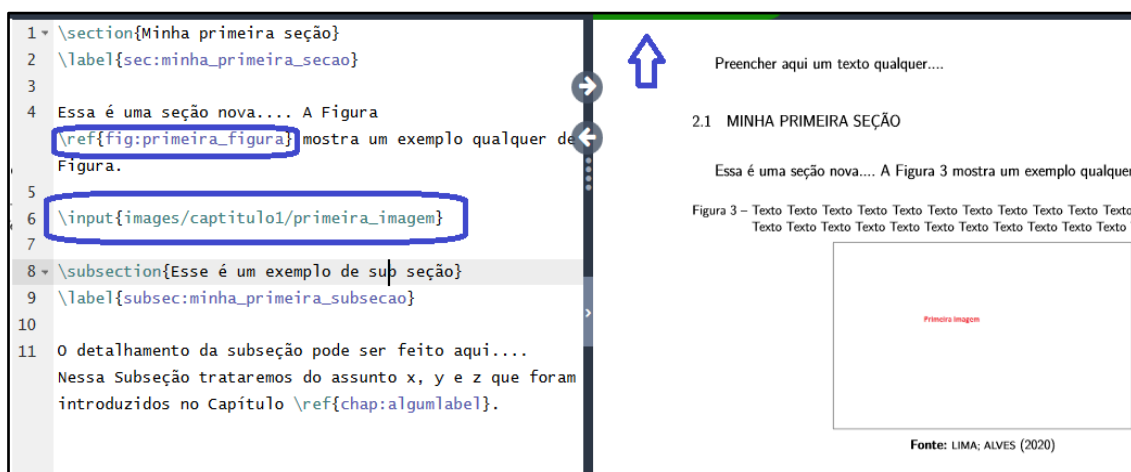 1 \section{Minha primeira seção}
2 \label{sec:minha_primeira_secao}
3
4 Essa é uma seção nova.... A Figura
\ref{fig:primeira_figura} mostra um exemplo qualquer de
Figura.
5
6 \input{images/captitulo1/primeira_imagem}
7
8 \subsection{Esse é um exemplo de sub seção}
9 \label{subsec:minha_primeira_subsecao}
10
11 O detalhamento da subseção pode ser feito aqui....
Nessa Subseção trataremos do assunto x, y e z que foram
introduzidos no Capítulo \ref{chap:algumlabel}.
Preencher aqui um texto qualquer....
2.1 MINHA PRIMEIRA SEÇÃO
Essa é uma seção nova.... A Figura 3 mostra um exemplo qualquer
Figura 3 – Texto Texto Texto Texto Texto Texto Texto Texto Texto Texto Texto
Texto Texto Texto Texto Texto Texto Texto Texto Texto Texto Texto
Primeira Imagem
Fonte: LIMA; ALVES (2020)